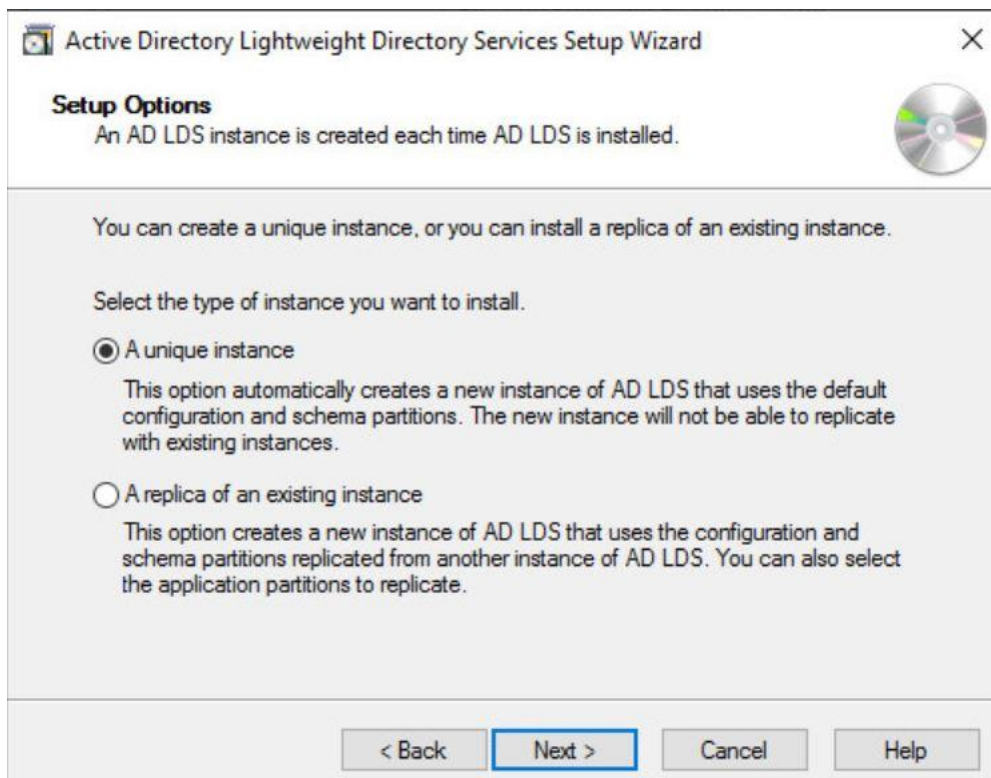 Active Directory Lightweight Directory Services Setup Wizard
Setup Options
An AD LDS instance is created each time AD LDS is installed.
You can create a unique instance, or you can install a replica of an existing instance.
Select the type of instance you want to install.
A unique instance
This option automatically creates a new instance of AD LDS that uses the default
configuration and schema partitions. The new instance will not be able to replicate
with existing instances.
A replica of an existing instance
This option creates a new instance of AD LDS that uses the configuration and
schema partitions replicated from another instance of AD LDS. You can also select
the application partitions to replicate.
< Back Next > Cancel Help